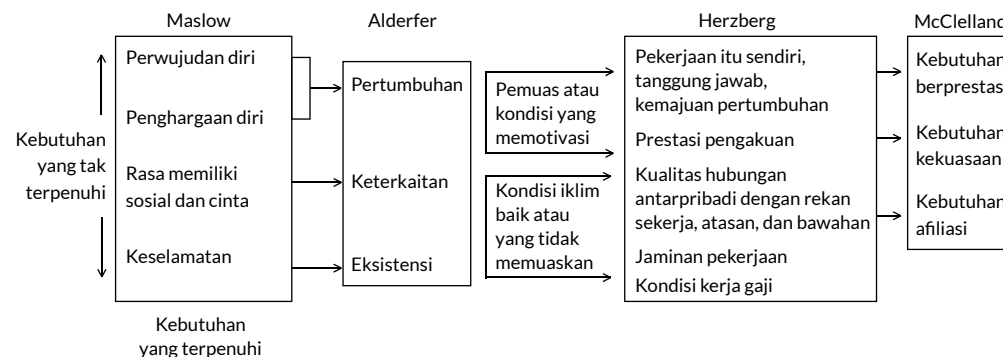 Maslow
Alderfer
Herzberg
McClelland
Kebutuhan
yang tak
terpenuhi
Perwujudan diri
Penghargaan diri
Rasa memiliki
sosial dan cinta
Keselamatan
Kebutuhan
yang terpenuhi
Pertumbuhan
Keterkaitan
Eksistensi
Pemuas atau
kondisi yang
memotivasi
Kondisi iklim
baik atau
yang tidak
memuaskan
Pekerjaan itu sendiri,
tanggung jawab,
kemajuan pertumbuhan
Prestasi pengakuan
Kualitas hubungan
antarpribadi dengan rekan
sekerja, atasan, dan bawahan
Jaminan pekerjaan
Kondisi kerja gaji
Kebutuhan
berprestasi
Kebutuhan
kekuasaan
Kebutuhan
afiliasi